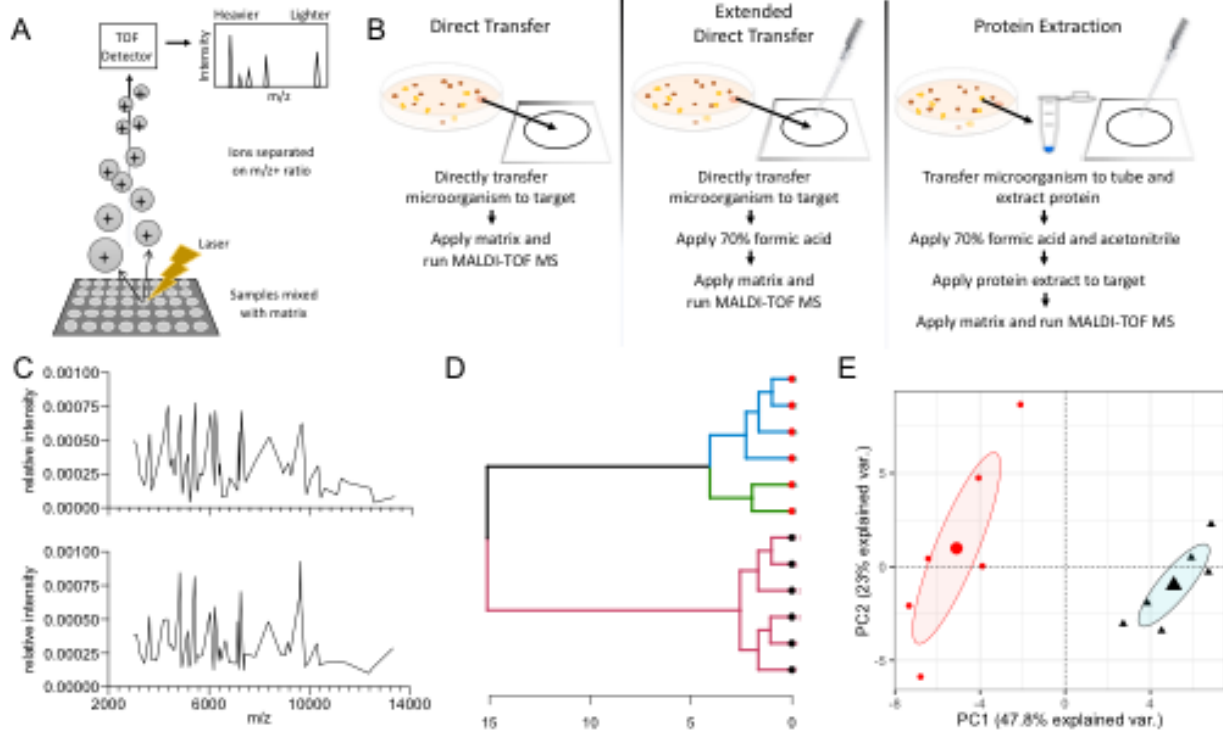 A
TOF
Detector
Heavier Lighter
Intensity
m/z
Ions separated
on m/z+ ratio
+
+
+
+
+
+
+
+
+
+
+
Laser
Samples mixed
with matrix
B
Direct Transfer
Directly transfer
microorganism to target
Apply matrix and
run MALDI-TOF MS
Extended
Direct Transfer
Directly transfer
microorganism to target
Apply 70% formic acid
Apply matrix and
run MALDI-TOF MS
Protein Extraction
Transfer microorganism to tube and
extract protein
Apply 70% formic acid and acetonitrile
Apply protein extract to target
Apply matrix and run MALDI-TOF MS
C
relative intensity
0.00100
0.00075
0.00050
0.00025
0.00000
relative intensity
0.00100
0.00075
0.00050
0.00025
0.00000
2000 6000 10000 14000
m/z
D
15 10 5 0
E
PC2 (23% explained var.)
5
0
-5
-8 -4 0 4
PC1 (47.8% explained var.)